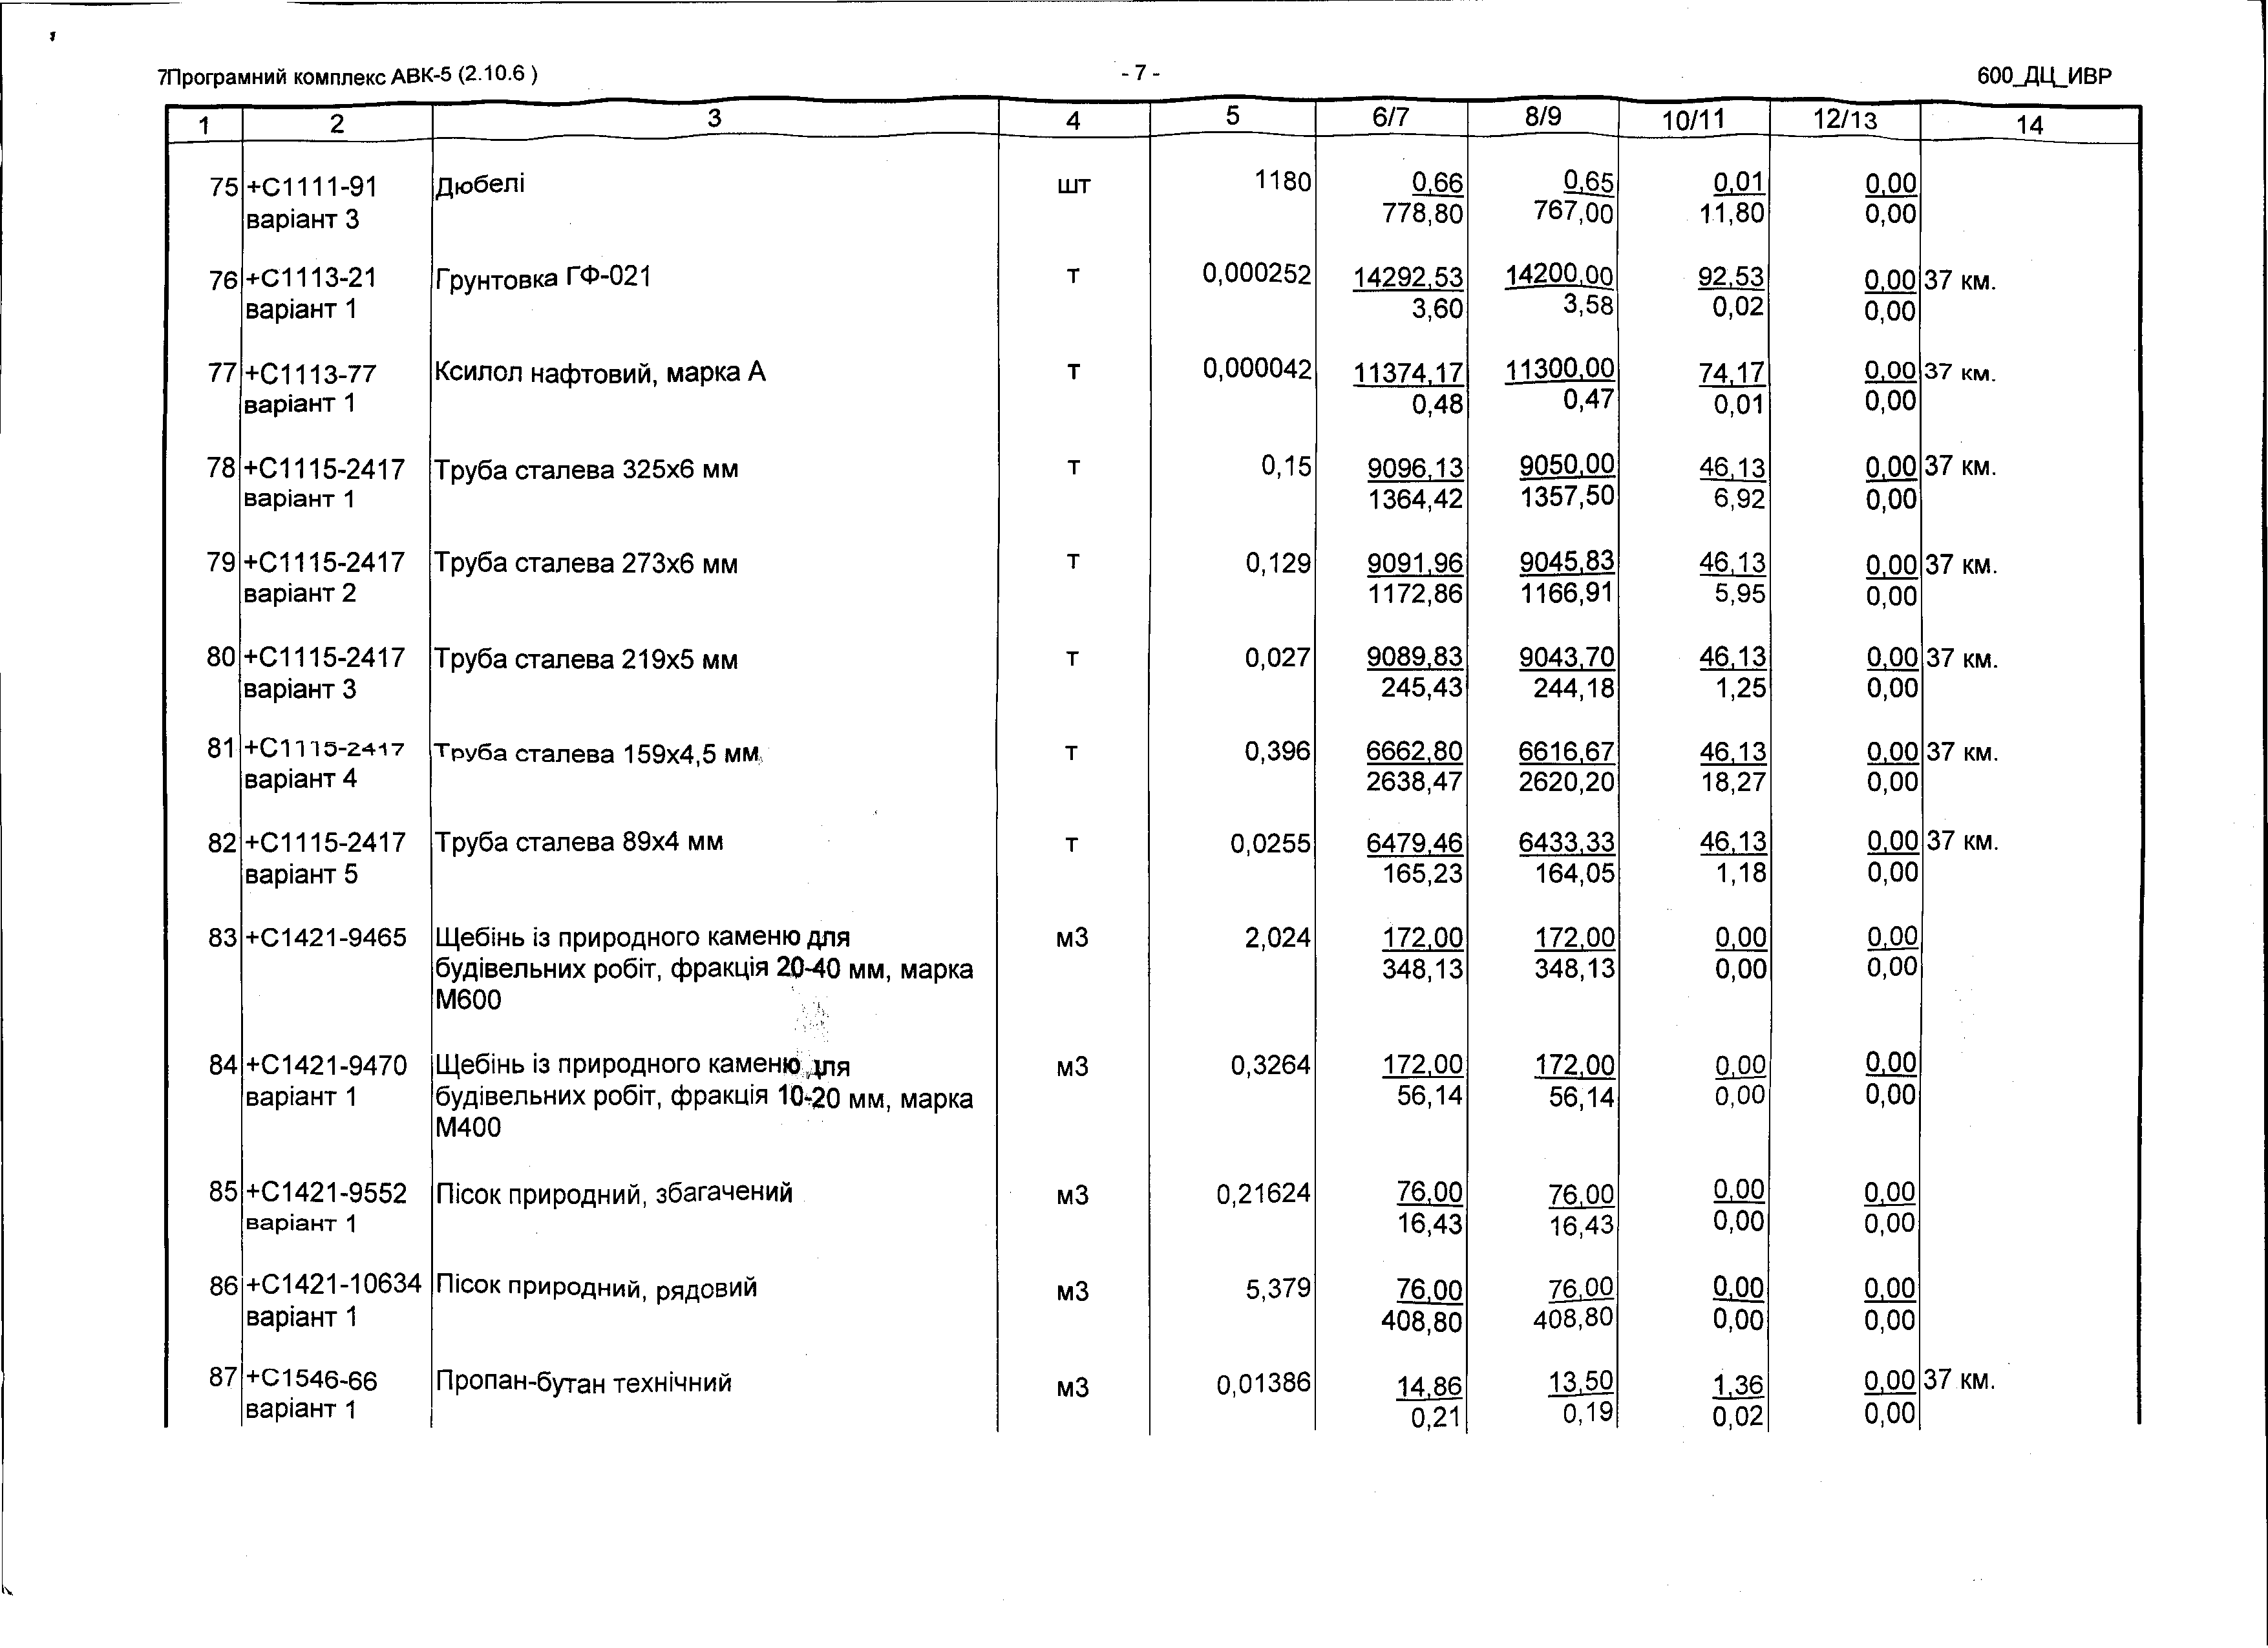 7Програмний комплекс АВК-5 (2.10.6 ) - 7 - 600_ДЦ_ИВР
1 2 3 4 5 6/7 8/9 10/11 12/13 14
75 +С1111-91 Дюбелі шт 1180 0,66 0,65 0,01 0,00
варіант 3 778,80 767,00 11,80 0,00
76 +С1113-21 Грунтовка ГФ-021 т 0,000252 14292,53 14200,00 92,53 0,00 37 км.
варіант 1 3,60 3,58 0,02 0,00
77 +С1113-77 Ксилол нафтовий, марка А т 0,000042 11374,17 11300,00 74,17 0,00 37 км.
варіант 1 0,48 0,47 0,01 0,00
78 +С1115-2417 Труба сталева 325х6 мм т 0,15 9096,13 9050,00 46,13 0,00 37 км.
варіант 1 1364,42 1357,50 6,92 0,00
79 +С1115-2417 Труба сталева 273х6 мм т 0,129 9091,96 9045,83 46,13 0,00 37 км.
варіант 2 1172,86 1166,91 5,95 0,00
80 +С1115-2417 Труба сталева 219х5 мм т 0,027 9089,83 9043,70 46,13 0,00 37 км.
варіант 3 245,43 244,18 1,25 0,00
81 +С1115-2417 Труба сталева 159х4,5 мм т 0,396 6662,80 6616,67 46,13 0,00 37 км.
варіант 4 2638,47 2620,20 18,27 0,00
82 +С1115-2417 Труба сталева 89х4 мм т 0,0255 6479,46 6433,33 46,13 0,00 37 км.
варіант 5 165,23 164,05 1,18 0,00
83 +С1421-9465 Щебінь із природного каменю для м3 2,024 172,00 172,00 0,00 0,00
будівельних робіт, фракція 20-40 мм, марка 348,13 348,13 0,00 0,00
М600
84 +С1421-9470 Щебінь із природного каменю для м3 0,3264 172,00 172,00 0,00 0,00
варіант 1 будівельних робіт, фракція 10-20 мм, марка 56,14 56,14 0,00 0,00
М400
85 +С1421-9552 Пісок природний, збагачений м3 0,21624 76,00 76,00 0,00 0,00
варіант 1 16,43 16,43 0,00 0,00
86 +С1421-10634 Пісок природний, рядовий м3 5,379 76,00 76,00 0,00 0,00
варіант 1 408,80 408,80 0,00 0,00
87 +С1546-66 Пропан-бутан технічний м3 0,01386 14,86 13,50 1,36 0,00 37 км.
варіант 1 0,21 0,19 0,02 0,00